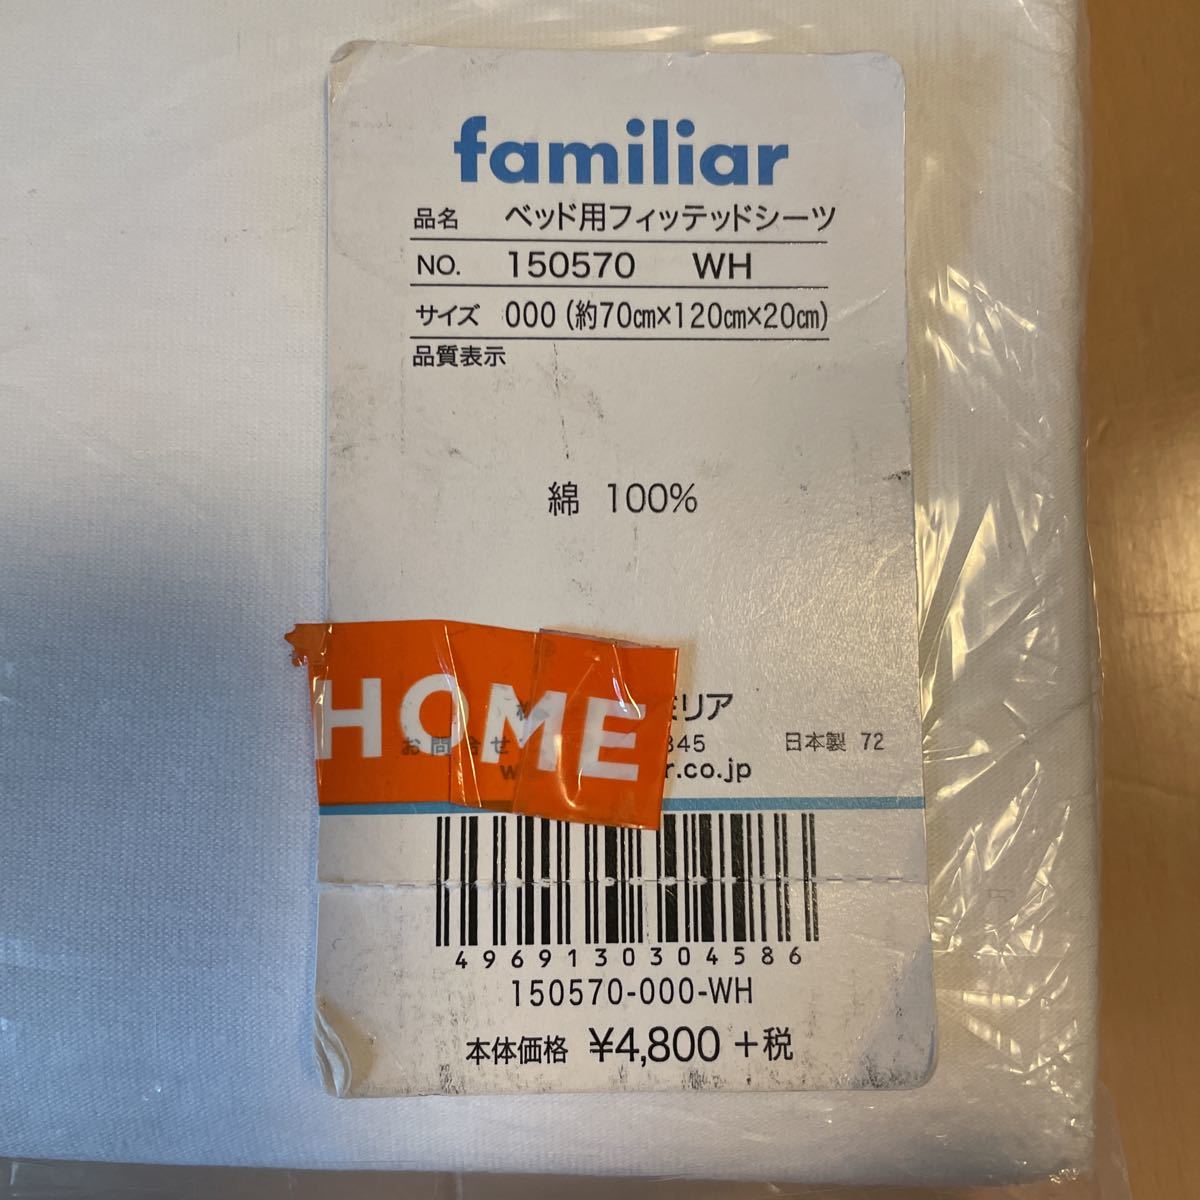 familiar
品名 ベッド用フィッテッドシーツ
NO. 150570 WH
サイズ 000 (約70㎝×120㎝×20㎝)
品質表示
綿 100%
HOME
ミリア
お問合せ 345 日本製 72
r.co.jp
4969130304586
150570-000-WH
本体価格 ¥4,800 +税